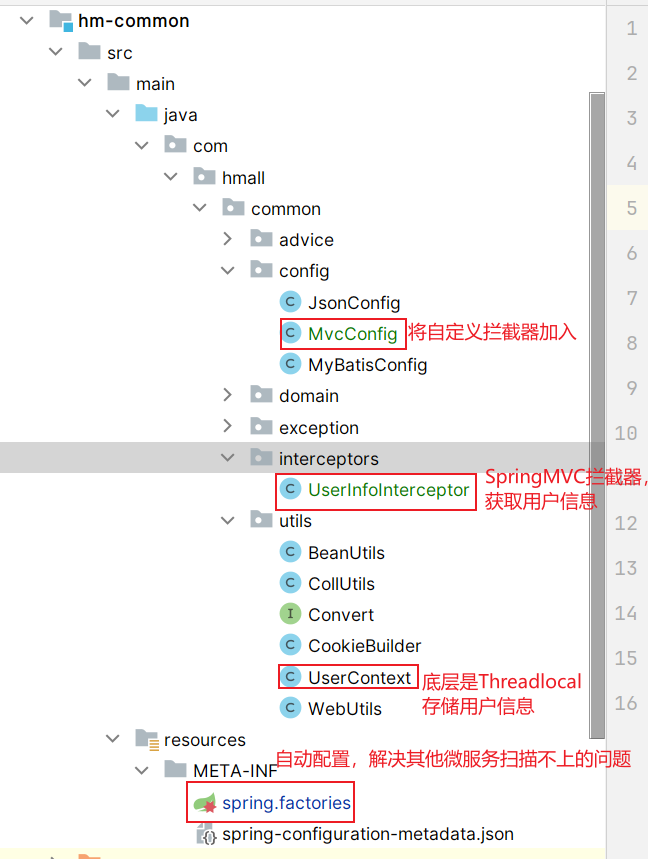 hm-common
1
src
2
main
java
3
com
4
hmall
common
5
advice
6
config
JsonConfig
7
MvcConfig 将自定义拦截器加入
8
MyBatisConfig
domain
9
exception
10
interceptors
UserInfoInterceptor
SpringMVC拦截器，
获取用户信息
utils
12
BeanUtils
CollUtils
13
Convert
14
CookieBuilder
15
UserContext
底层是Threadlocal
存储用户信息
16
WebUtils
resources
META-INF
自动配置，解决其他微服务扫描不上的问题
spring.factories
spring-configuration-metadata.json